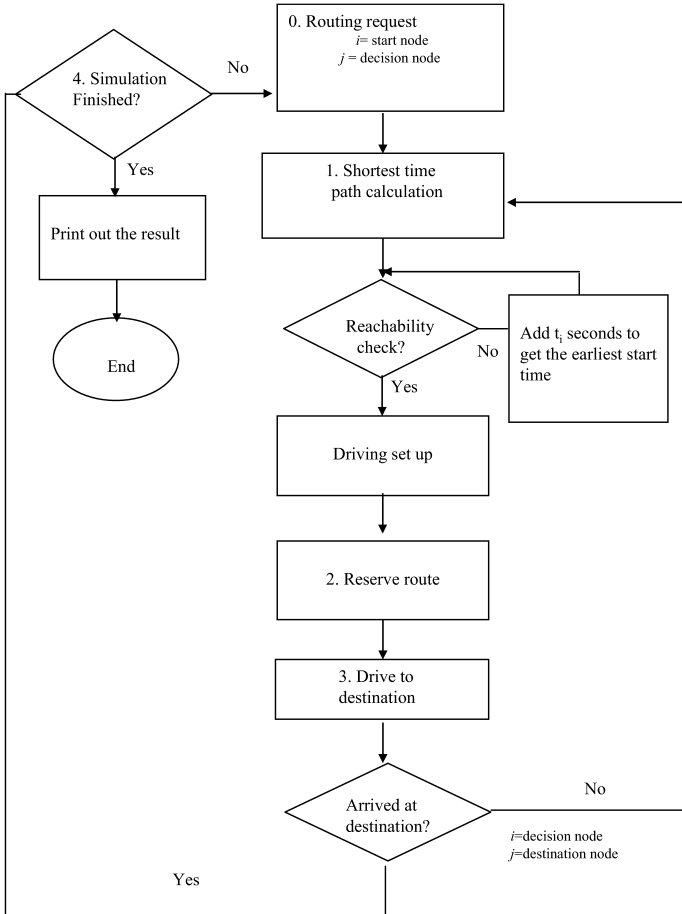 0. Routing request
i= start node
j = decision node
No
4. Simulation
Finished?
Yes
1. Shortest time
path calculation
Print out the result
End
Reachability
check?
No
Add ti seconds to
get the earliest start
time
Yes
Driving set up
2. Reserve route
3. Drive to
destination
Arrived at
destination?
No
i=decision node
j=destination node
Yes